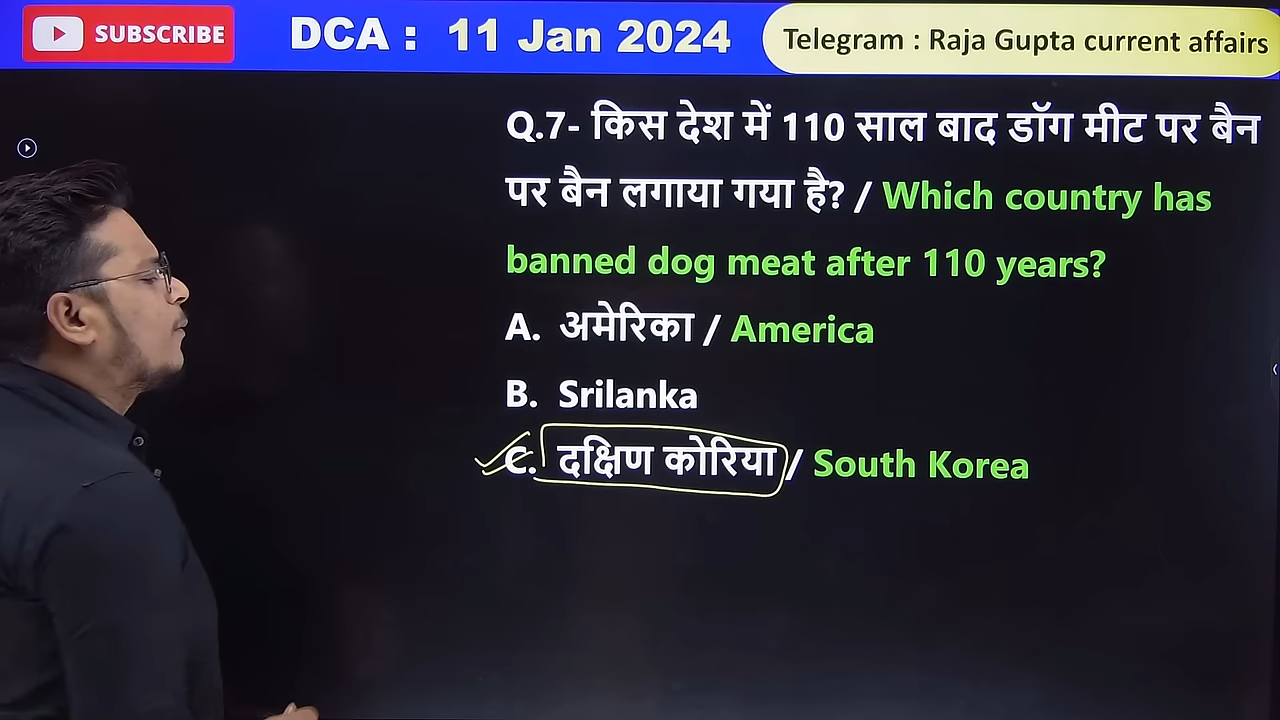 SUBSCRIBE
DCA : 11 Jan 2024
Telegram : Raja Gupta current affairs
Q.7- किस देश में 110 साल बाद डॉग मीट पर बैन
पर बैन लगाया गया है? / Which country has
banned dog meat after 110 years?
A. अमेरिका / America
B. Srilanka
C. दक्षिण कोरिया / South Korea